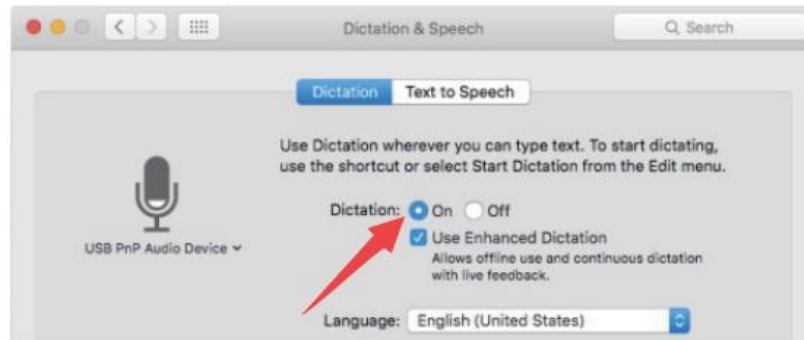 Dictation & Speech
Search
Dictation
Text to Speech
Use Dictation wherever you can type text. To start dictating,
use the shortcut or select Start Dictation from the Edit menu.
Dictation: On Off
USB PnP Audio Device
Use Enhanced Dictation
Allows offline use and continuous dictation
with live feedback.
Language: English (United States)